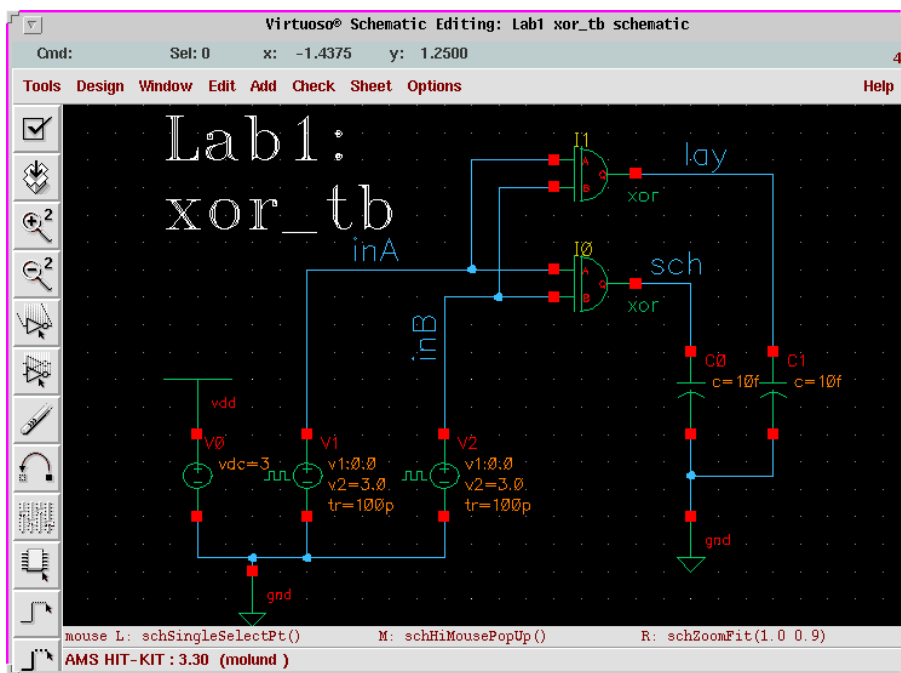 Virtuoso® Schematic Editing: Lab1 xor_tb schematic
Cmd: Sel: 0 x: -1.4375 y: 1.2500 4
Tools Design Window Edit Add Check Sheet Options Help
Lab1:
xor_tb
I1
A
B
Q
xor
lay
inA
I0
A
B
Q
xor
sch
inB
2
2
vdd
V0
vdc=3
V1
v1:0.0
v2=3.0
tr=100p
V2
v1:0.0
v2=3.0
tr=100p
C0
c=10f
C1
c=10f
gnd
gnd
mouse L: schSingleSelectPt() M: schHiMousePopUp() R: schZoomFit(1.0 0.9)
AMS HIT-KIT : 3.30 (molund )